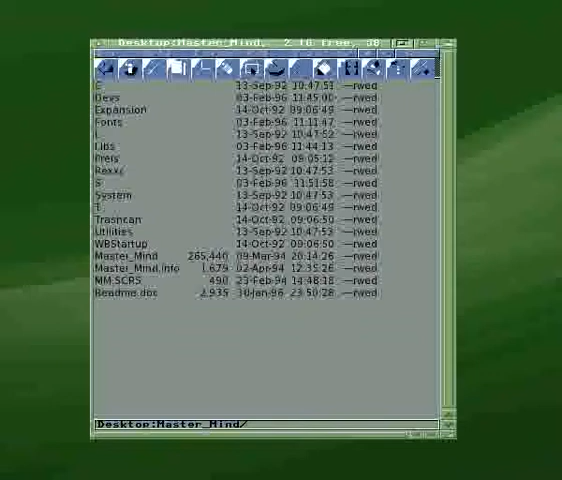 Desktop:Master_Mind,
C 13-Sep-92 10:47:51 —rwed
Devs 03-Feb-96 11:45:00 —rwed
Expansion 14-Oct-92 09:06:49 —rwed
Fonts 03-Feb-96 11:11:47 —rwed
L 13-Sep-92 10:47:52 —rwed
Libs 03-Feb-96 11:44:13 —rwed
Prefs 14-Oct-92 09:05:12 —rwed
Rexxc 13-Sep-92 10:47:53 —rwed
S 03-Feb-96 11:51:58 —rwed
System 13-Sep-92 10:47:53 —rwed
T 14-Oct-92 09:06:49 —rwed
Trashcan 14-Oct-92 09:06:50 —rwed
Utilities 13-Sep-92 10:47:53 —rwed
WBStartup 14-Oct-92 09:06:50 —rwed
Master_Mind 265,440 09-Mar-94 20:14:26 —rwed
Master_Mind.info 1,679 02-Apr-94 12:35:26 —rwed
MM.SCRS 490 23-Feb-94 14:48:18 —rwed
Readme.doc 2,935 30-Jan-96 23:50:28 —rwed
Desktop:Master_Mind/